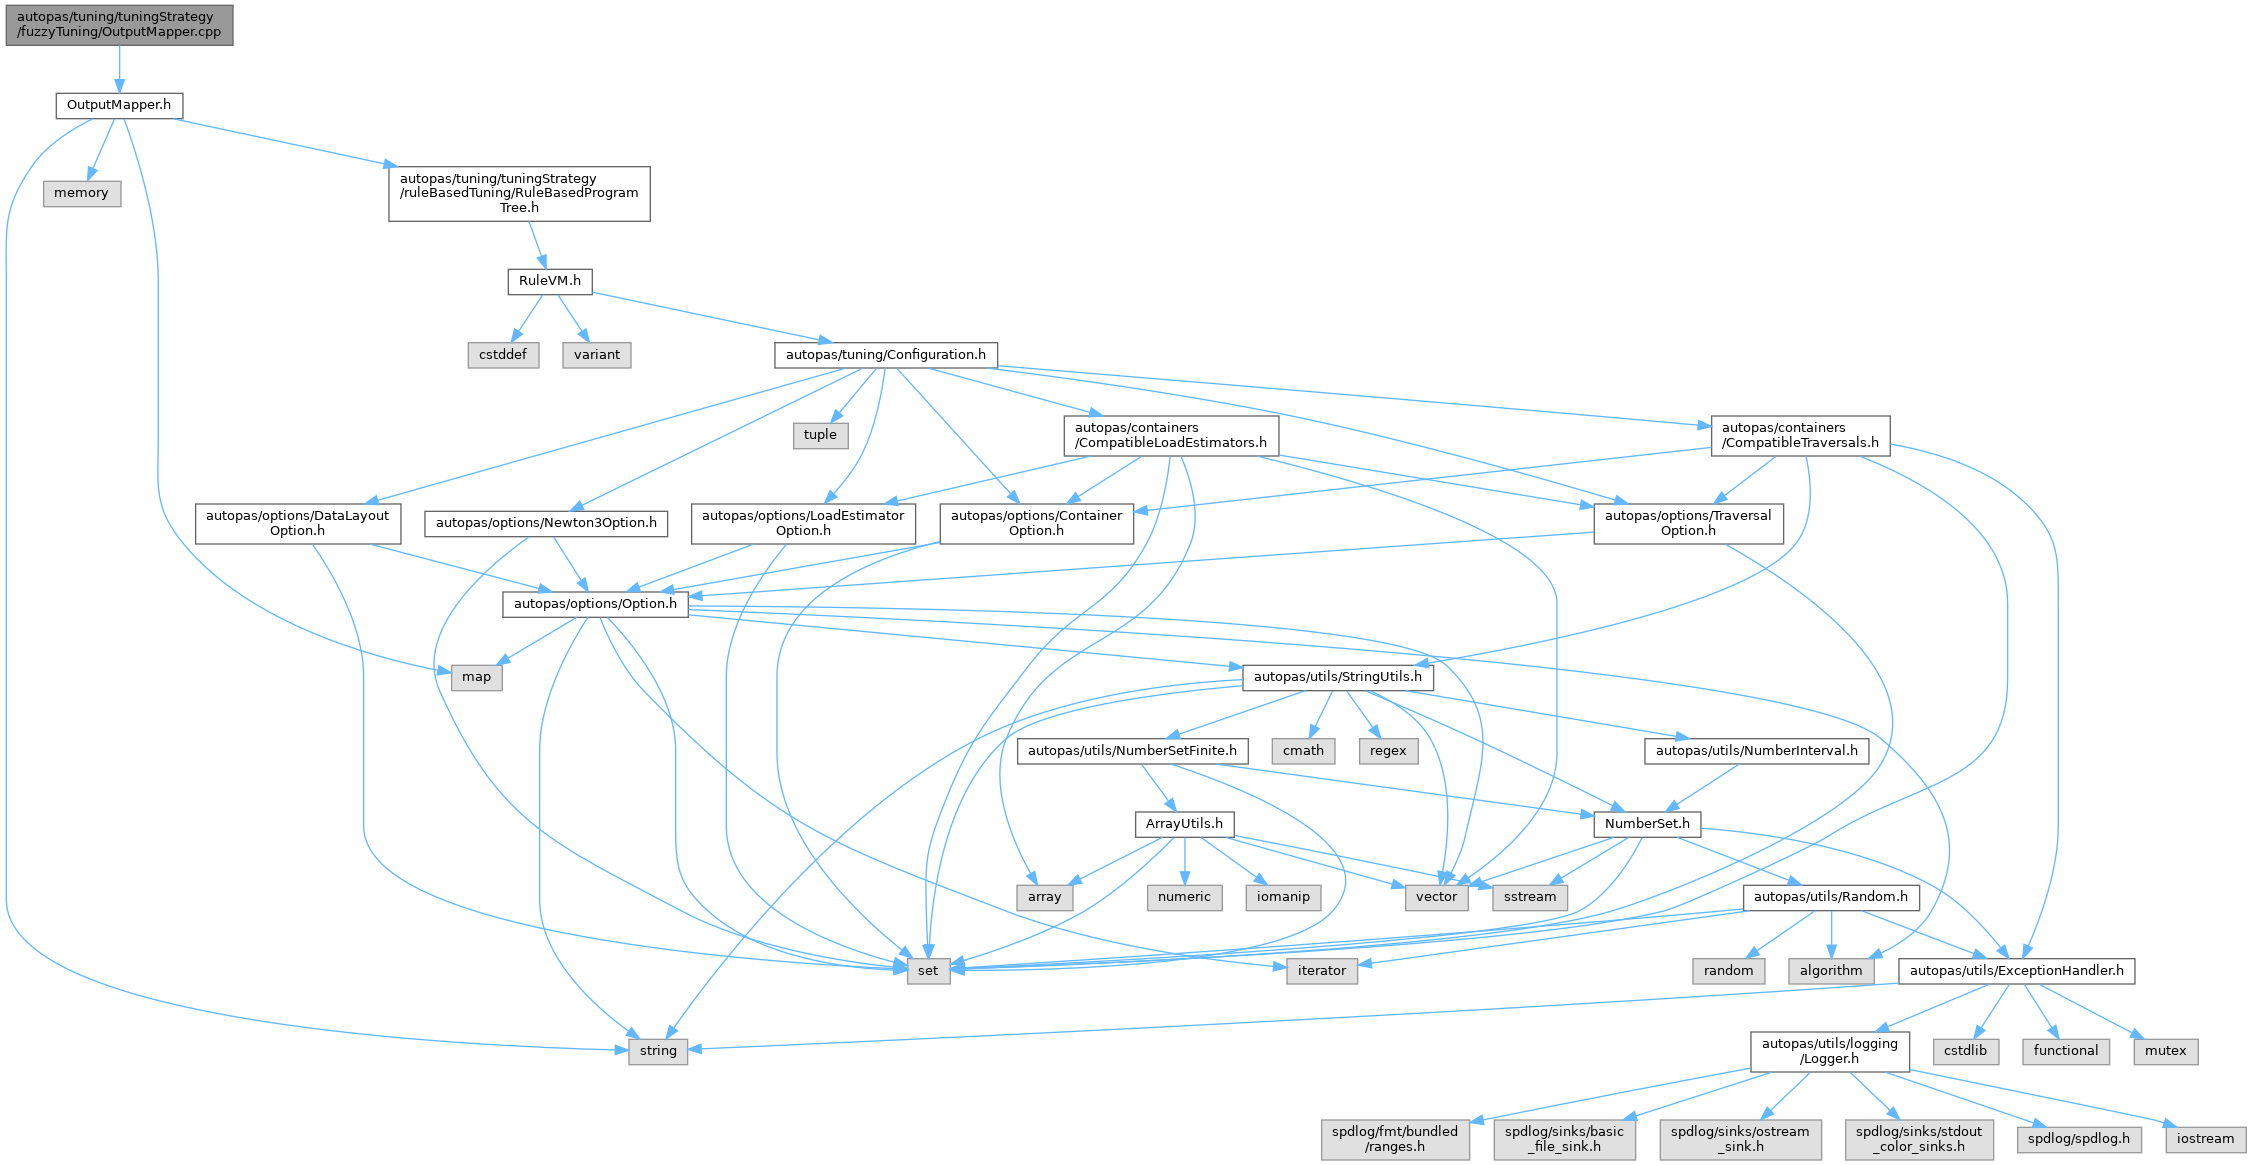 autopas/tuning/tuningStrategy
/fuzzyTuning/OutputMapper.cpp
OutputMapper.h
memory
autopas/tuning/tuningStrategy
/ruleBasedTuning/RuleBasedProgram
Tree.h
RuleVM.h
cstddef
variant
autopas/tuning/Configuration.h
tuple
autopas/containers
/CompatibleLoadEstimators.h
autopas/containers
/CompatibleTraversals.h
autopas/options/DataLayout
Option.h
autopas/options/Newton3Option.h
autopas/options/LoadEstimator
Option.h
autopas/options/Container
Option.h
autopas/options/Traversal
Option.h
autopas/options/Option.h
map
autopas/utils/StringUtils.h
autopas/utils/NumberSetFinite.h
cmath
regex
autopas/utils/NumberInterval.h
ArrayUtils.h
NumberSet.h
array
numeric
iomanip
vector
sstream
autopas/utils/Random.h
set
iterator
random
algorithm
autopas/utils/ExceptionHandler.h
string
autopas/utils/logging
/Logger.h
cstdlib
functional
mutex
spdlog/fmt/bundled
/ranges.h
spdlog/sinks/basic
_file_sink.h
spdlog/sinks/ostream
_sink.h
spdlog/sinks/stdout
_color_sinks.h
spdlog/spdlog.h
iostream